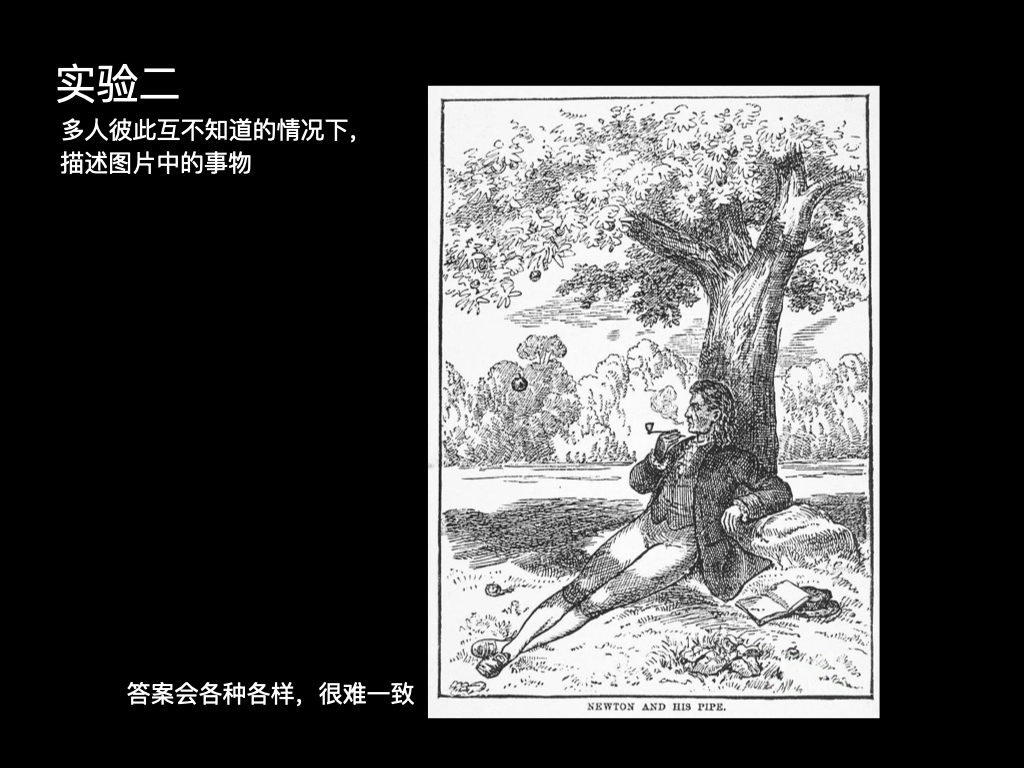 实验二
多人彼此互不知道的情况下，
描述图片中的事物
答案会各种各样，很难一致
NEWTON AND HIS PIPE.